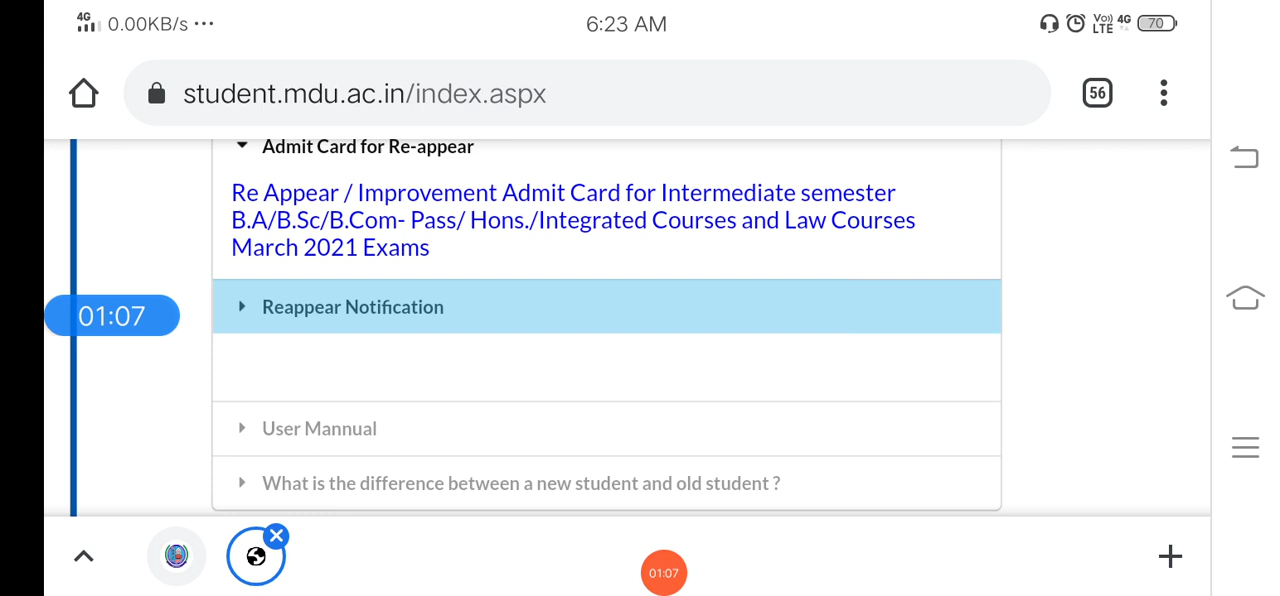 4G 0.00KB/s ... 6:23 AM Vo)) LTE 4G 70
student.mdu.ac.in/index.aspx 56
Admit Card for Re-appear
Re Appear / Improvement Admit Card for Intermediate semester
B.A/B.Sc/B.Com- Pass/ Hons./Integrated Courses and Law Courses
March 2021 Exams
Reappear Notification
01:07
User Mannual
What is the difference between a new student and old student ?
01:07